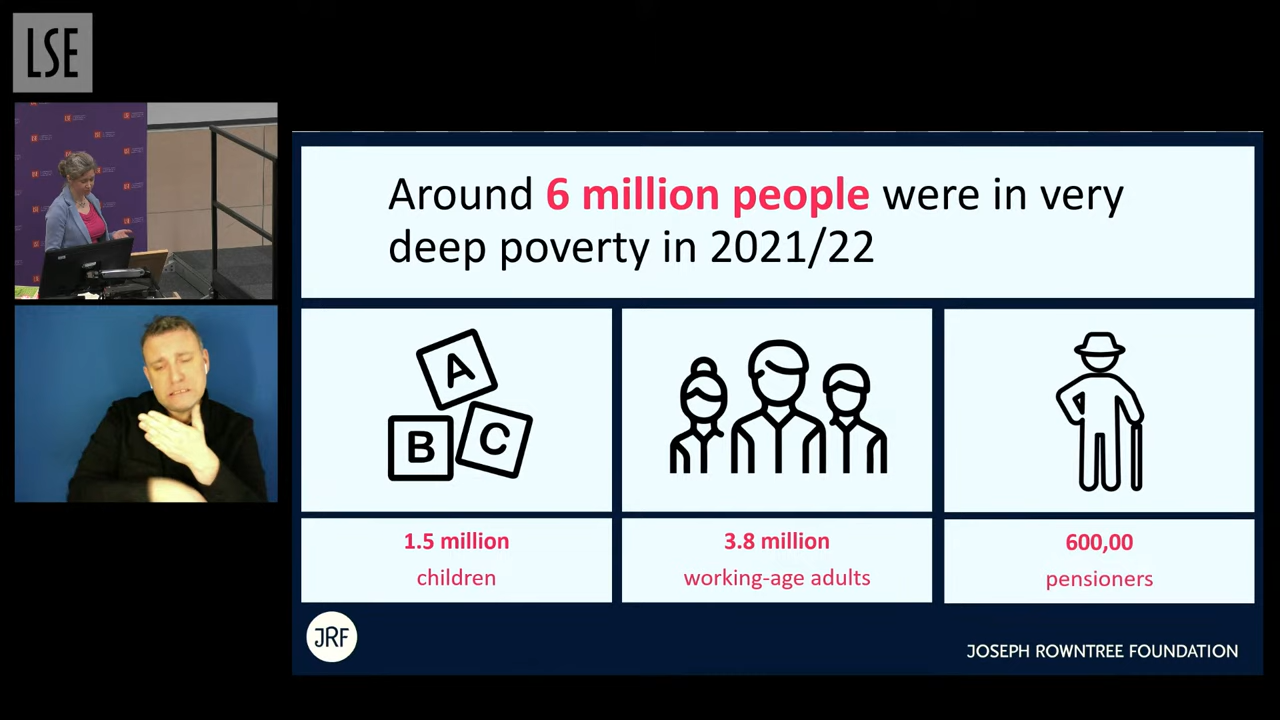 LSE
Around 6 million people were in very
deep poverty in 2021/22
A
B
C
1.5 million
children
3.8 million
working-age adults
600,00
pensioners
JRF
JOSEPH ROWNTREE FOUNDATION